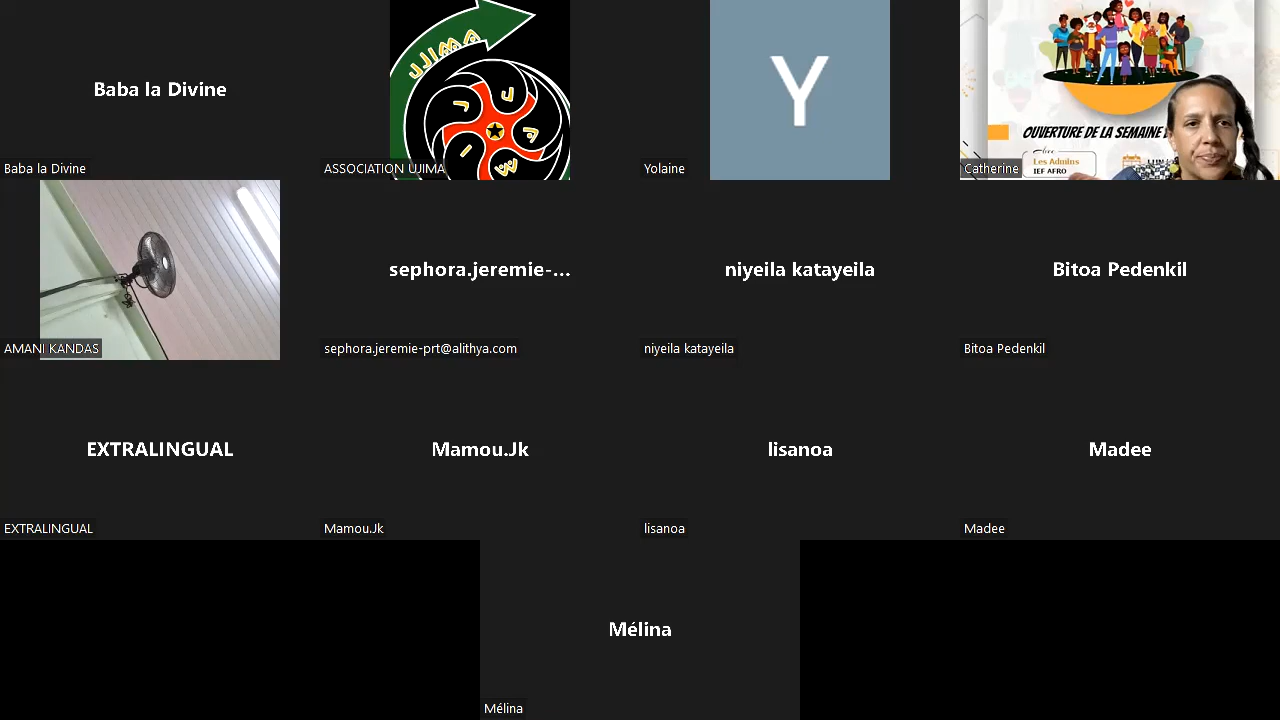 Baba la Divine
Baba la Divine
UJIMA
U
J
I
M
A
ASSOCIATION UJIMA
Y
Yolaine
OUVERTURE DE LA SEMAINE
Les Admins
IEF AFRO
Catherine
AMANI KANDAS
sephora.jeremie-...
sephora.jeremie-prt@alithya.com
niyeila katayeila
niyeila katayeila
Bitoa Pedenkil
Bitoa Pedenkil
EXTRALINGUAL
EXTRALINGUAL
Mamou.Jk
Mamou.Jk
lisanoa
lisanoa
Madee
Madee
Mélina
Mélina